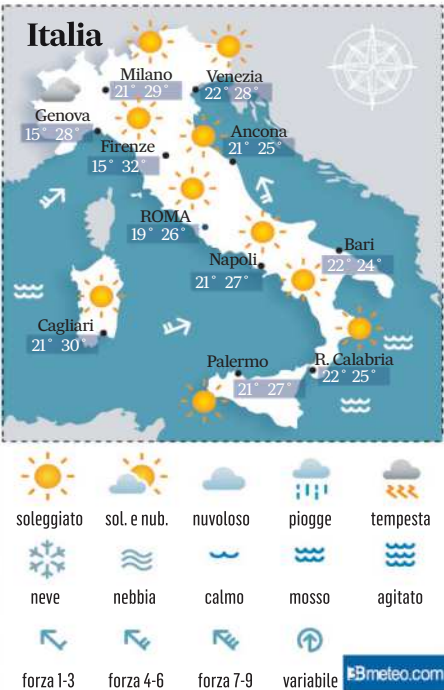 Italia
Milano
21° 29°
Venezia
22° 28°
Genova
15° 28°
Firenze
15° 32°
Ancona
21° 25°
ROMA
19° 26°
Napoli
21° 27°
Bari
22° 24°
Cagliari
21° 30°
Palermo
21° 27°
R. Calabria
22° 25°
soleggiato sol. e nub. nuvoloso piogge tempesta
neve nebbia calmo mosso agitato
forza 1-3 forza 4-6 forza 7-9 variabile
3Bmeteo.com